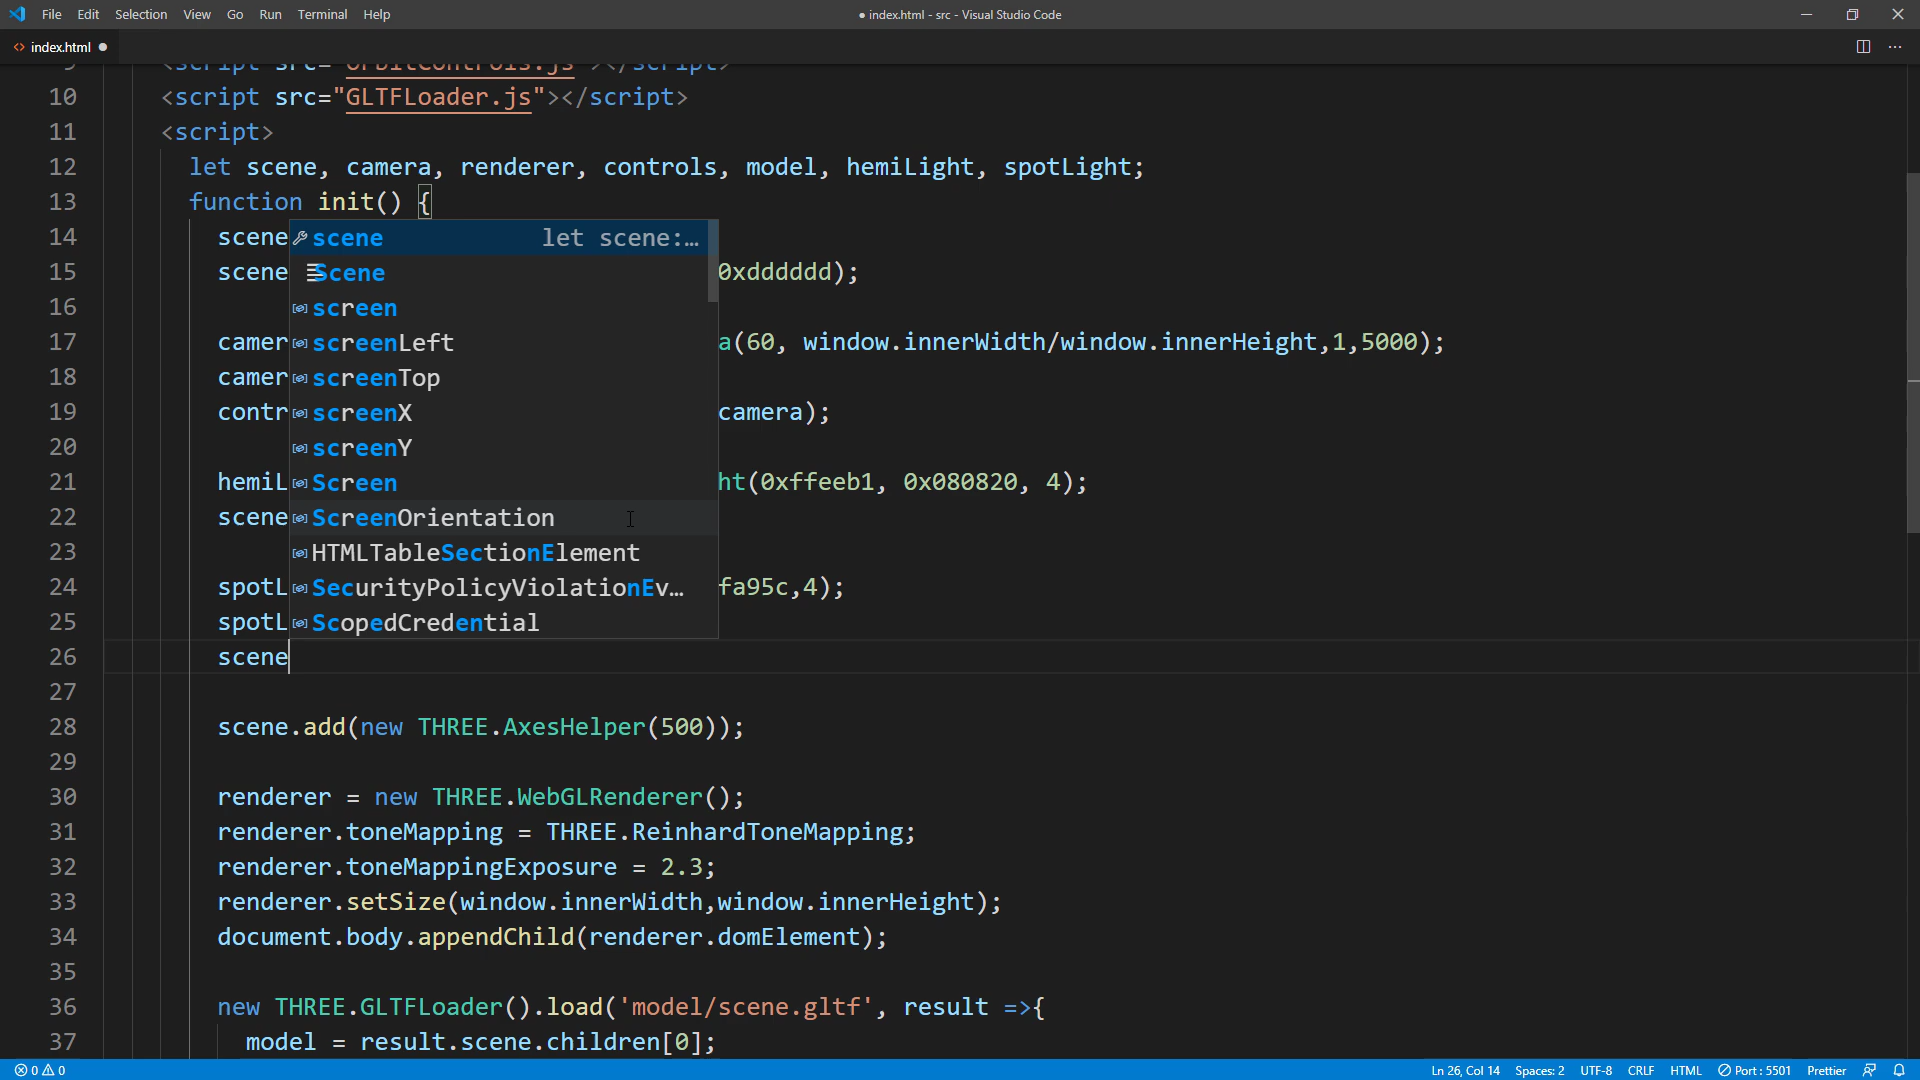 File Edit Selection View Go Run Terminal Help
● index.html - src - Visual Studio Code
<> index.html ●
10 <script src="GLTFLoader.js"></script>
11 <script>
12 let scene, camera, renderer, controls, model, hemiLight, spotLight;
13 function init() {
14 scene
scene let scene:…
15 scene 0xdddddd);
Scene
16
screen
17 camer a(60, window.innerWidth/window.innerHeight,1,5000);
screenLeft
18 camer
screenTop
19 contr camera);
screenX
20
screenY
21 hemiL ht(0xffeeb1, 0x080820, 4);
Screen
22 scene
ScreenOrientation
23
HTMLTableSectionElement
24 spotL fa95c,4);
SecurityPolicyViolationEv…
25 spotL
ScopedCredential
26 scene
27
28 scene.add(new THREE.AxesHelper(500));
29
30 renderer = new THREE.WebGLRenderer();
31 renderer.toneMapping = THREE.ReinhardToneMapping;
32 renderer.toneMappingExposure = 2.3;
33 renderer.setSize(window.innerWidth,window.innerHeight);
34 document.body.appendChild(renderer.domElement);
35
36 new THREE.GLTFLoader().load('model/scene.gltf', result =>{
37 model = result.scene.children[0];
0 0 Ln 26, Col 14 Spaces: 2 UTF-8 CRLF HTML Port : 5501 Prettier